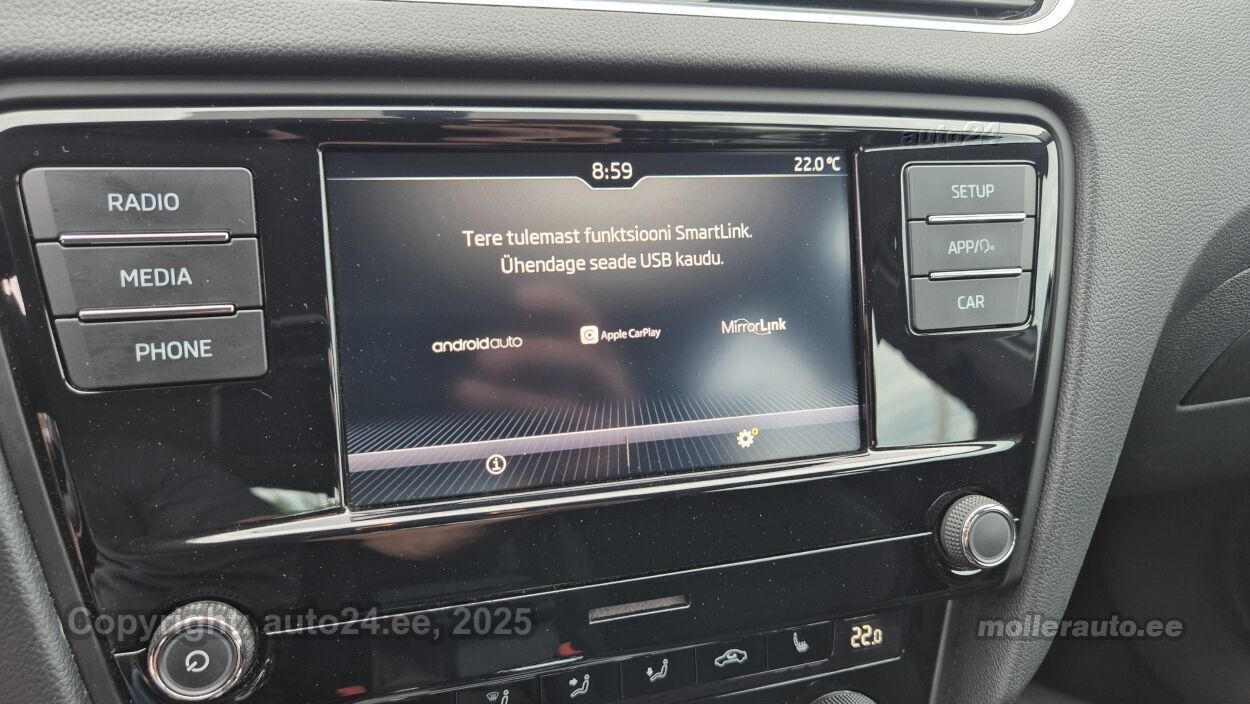 auto24
8:59
22.0 °C
RADIO
MEDIA
PHONE
SETUP
APP/
CAR
Tere tulemast funktsiooni SmartLink.
Ühendage seade USB kaudu.
androidauto
Apple CarPlay
MirrorLink
Copyright: auto24.ee, 2025
mollerauto.ee
22.0